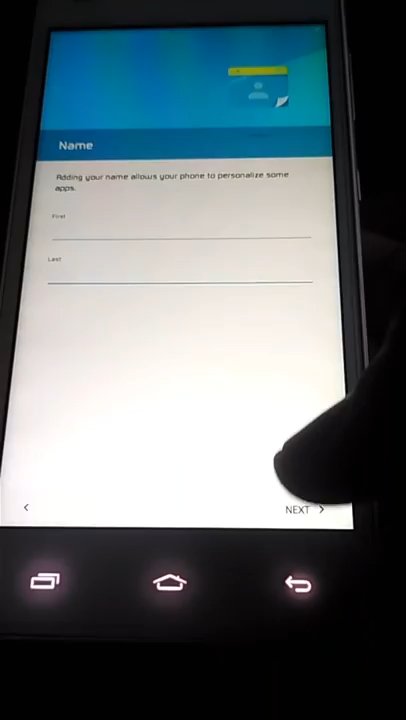 Name
Adding your name allows your phone to personalize some
apps.
First
Last
NEXT